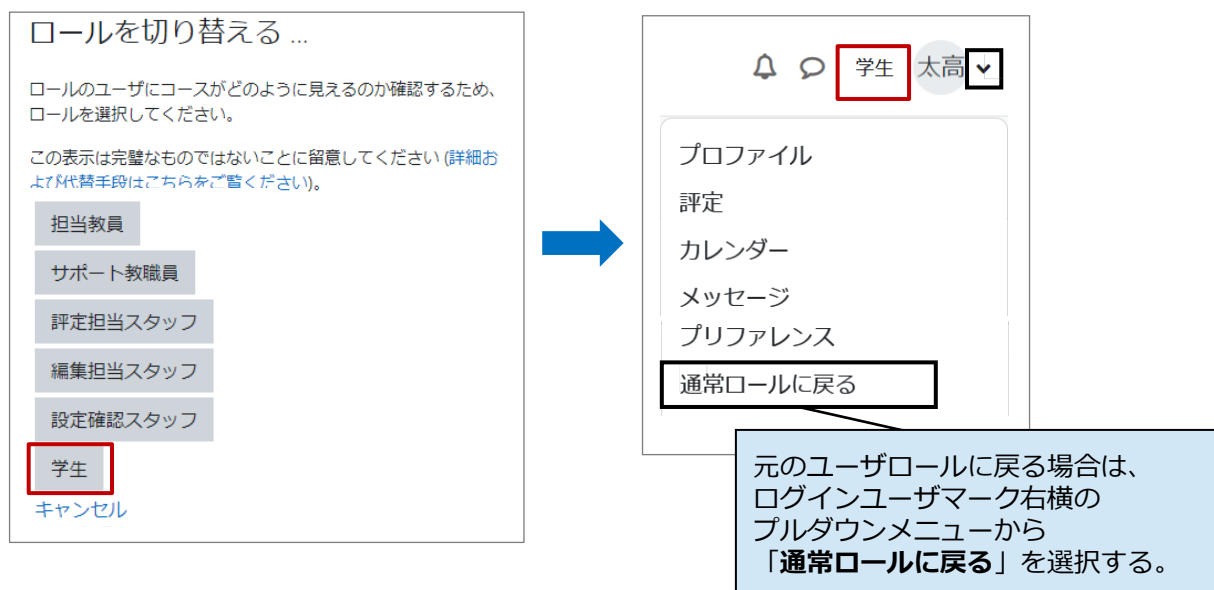 ロールを切り替える ...
ロールのユーザにコースがどのように見えるのか確認するため、
ロールを選択してください。
この表示は完璧なものではないことに留意してください (詳細お
よび代替手段はこちらをご覧ください)。
担当教員
サポート教職員
評定担当スタッフ
編集担当スタッフ
設定確認スタッフ
学生
キャンセル
学生 太高
プロファイル
評定
カレンダー
メッセージ
プリファレンス
通常ロールに戻る
元のユーザロールに戻る場合は、
ログインユーザマーク右横の
プルダウンメニューから
「通常ロールに戻る」を選択する。